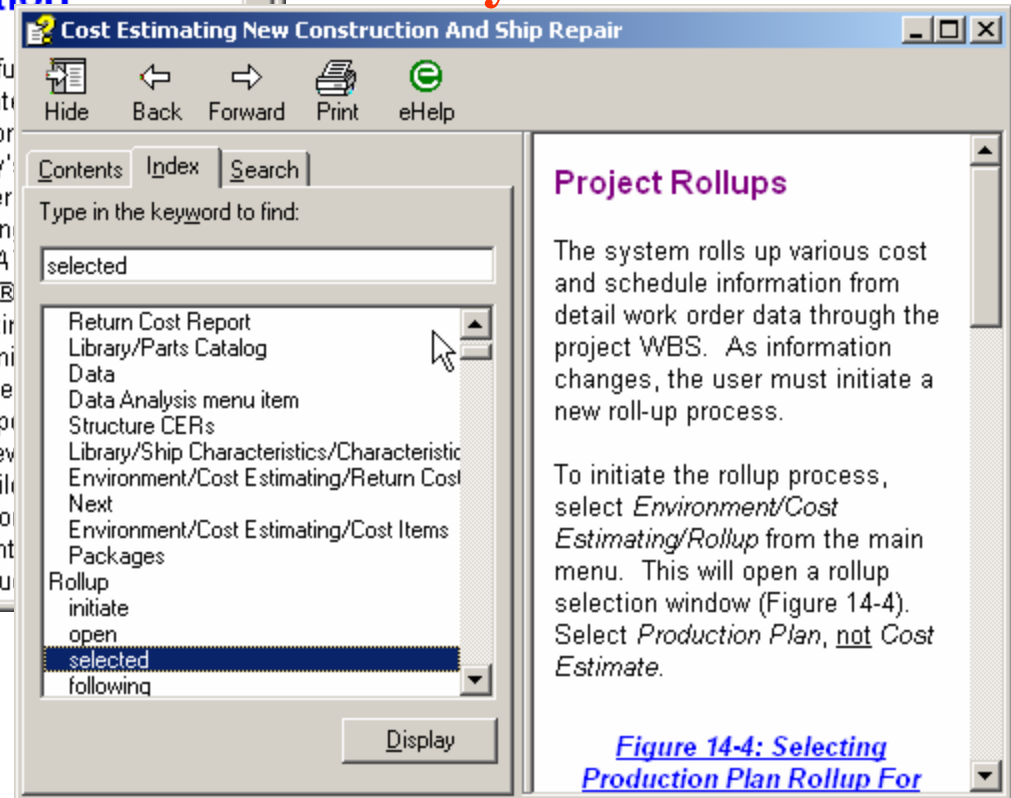 Cost Estimating New Construction And Ship Repair
Hide Back Forward Print eHelp
Contents Index Search
Type in the keyword to find:
selected
Return Cost Report
Library/Parts Catalog
Data
Data Analysis menu item
Structure CERs
Library/Ship Characteristics/Characteristic
Environment/Cost Estimating/Return Cost
Next
Environment/Cost Estimating/Cost Items
Packages
Rollup
initiate
open
selected
following
Display
Project Rollups
The system rolls up various cost
and schedule information from
detail work order data through the
project WBS. As information
changes, the user must initiate a
new roll-up process.
To initiate the rollup process,
select Environment/Cost
Estimating/Rollup from the main
menu. This will open a rollup
selection window (Figure 14-4).
Select Production Plan, not Cost
Estimate.
Figure 14-4: Selecting
Production Plan Rollup For